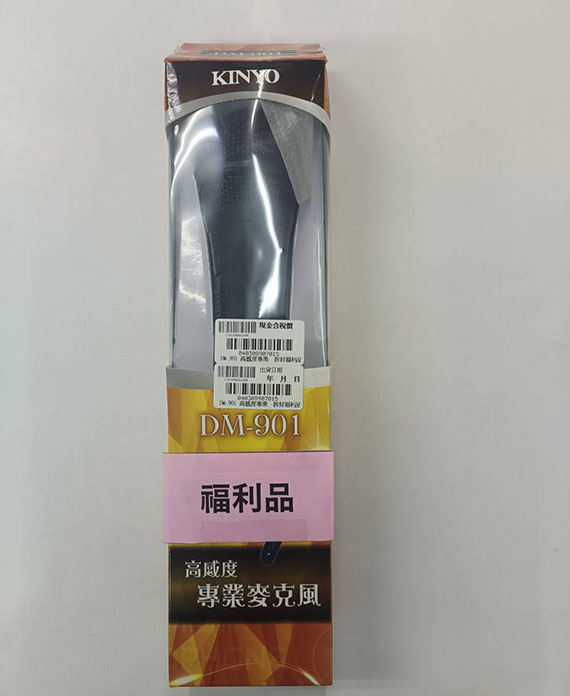 KINYO
現金含稅價
040300907015
DM-901 高感度專業 拆封福利品
出貨日期
年 月 日
040300907015
DM-901 高感度專業 拆封福利品
DM-901
福利品
高感度
專業麥克風